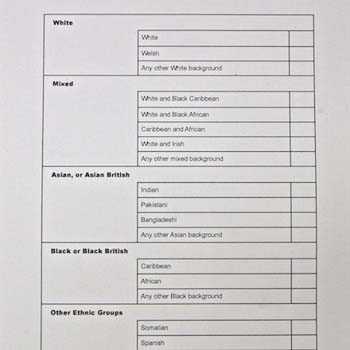 White
White
Welsh
Any other White background
Mixed
White and Black Caribbean
White and Black African
Caribbean and African
White and Irish
Any other mixed background
Asian, or Asian British
Indian
Pakistani
Bangladeshi
Any other Asian background
Black or Black British
Caribbean
African
Any other Black background
Other Ethnic Groups
Somalian
Spanish